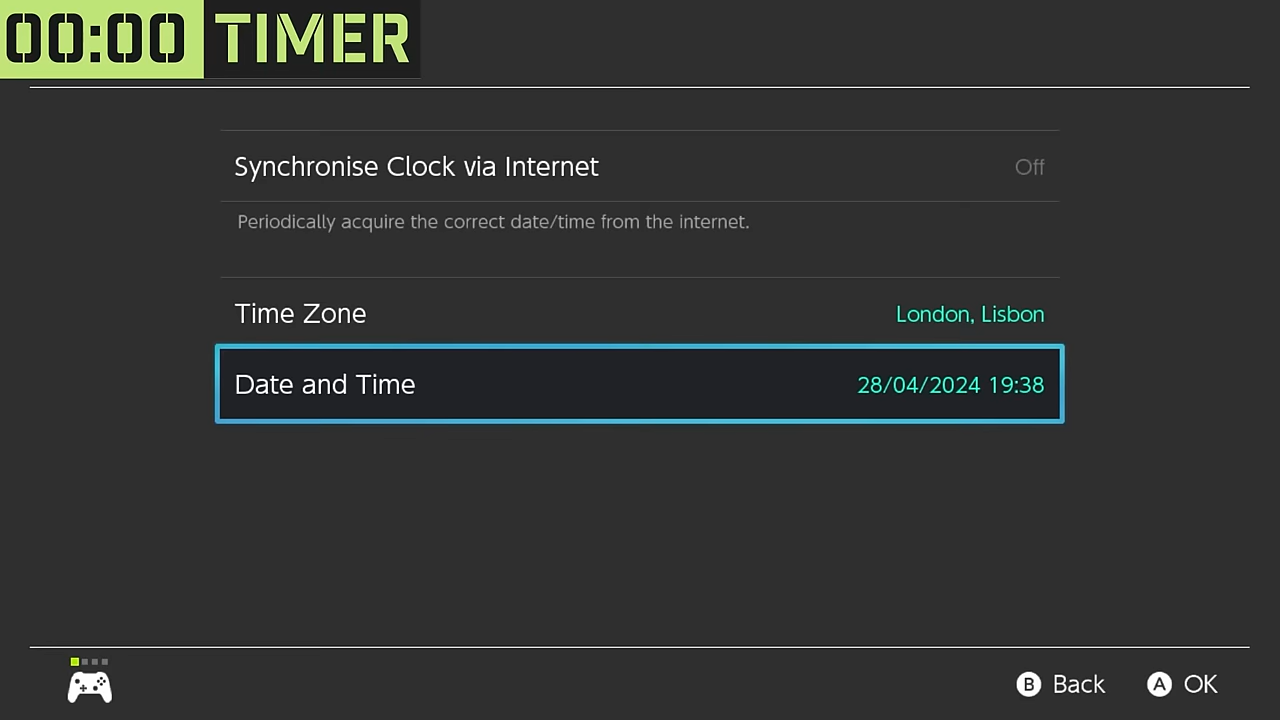 00:00 TIMER
Synchronise Clock via Internet Off
Periodically acquire the correct date/time from the internet.
Time Zone London, Lisbon
Date and Time 28/04/2024 19:38
B Back A OK